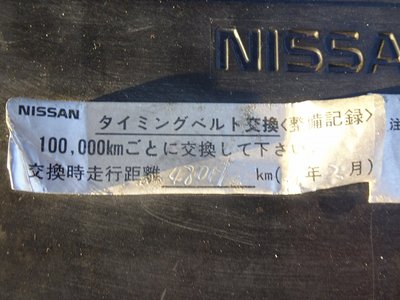 NISSA
NISSAN タイミングベルト交換<整備記録> 注
100,000kmごとに交換して下さい
交換時走行距離 km( 年 月)